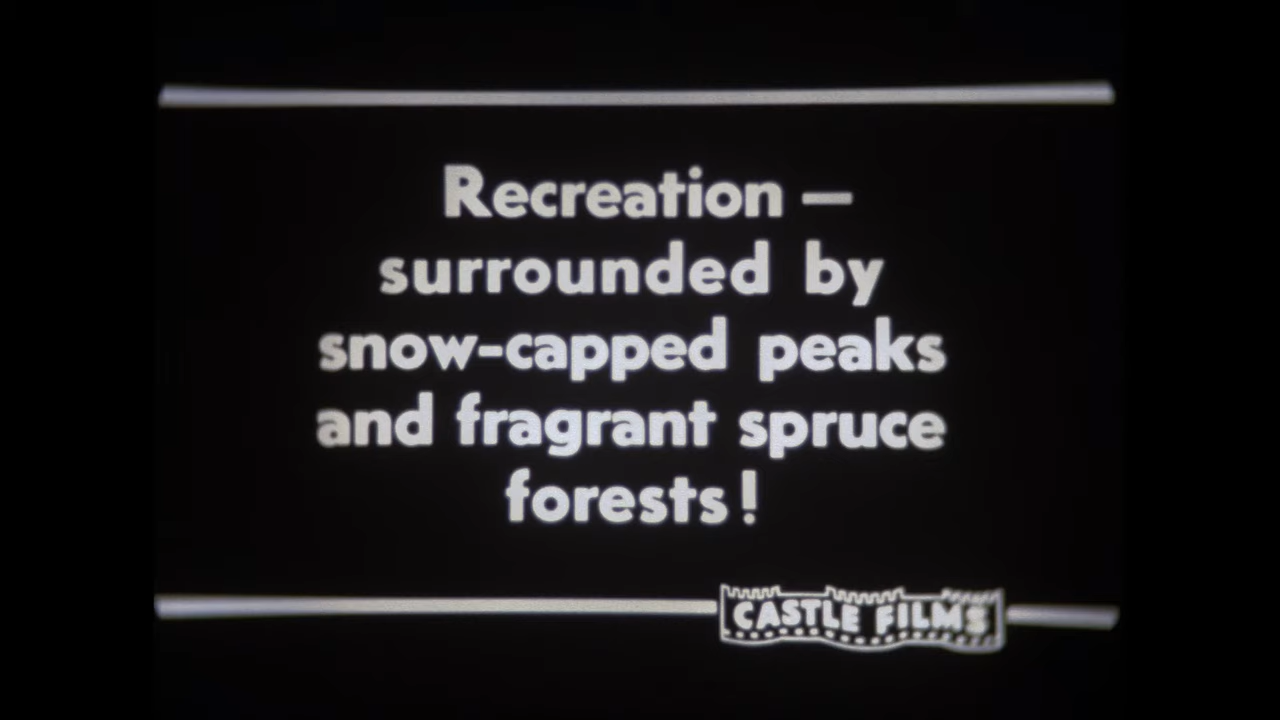 Recreation —
surrounded by
snow-capped peaks
and fragrant spruce
forests!
CASTLE FILMS